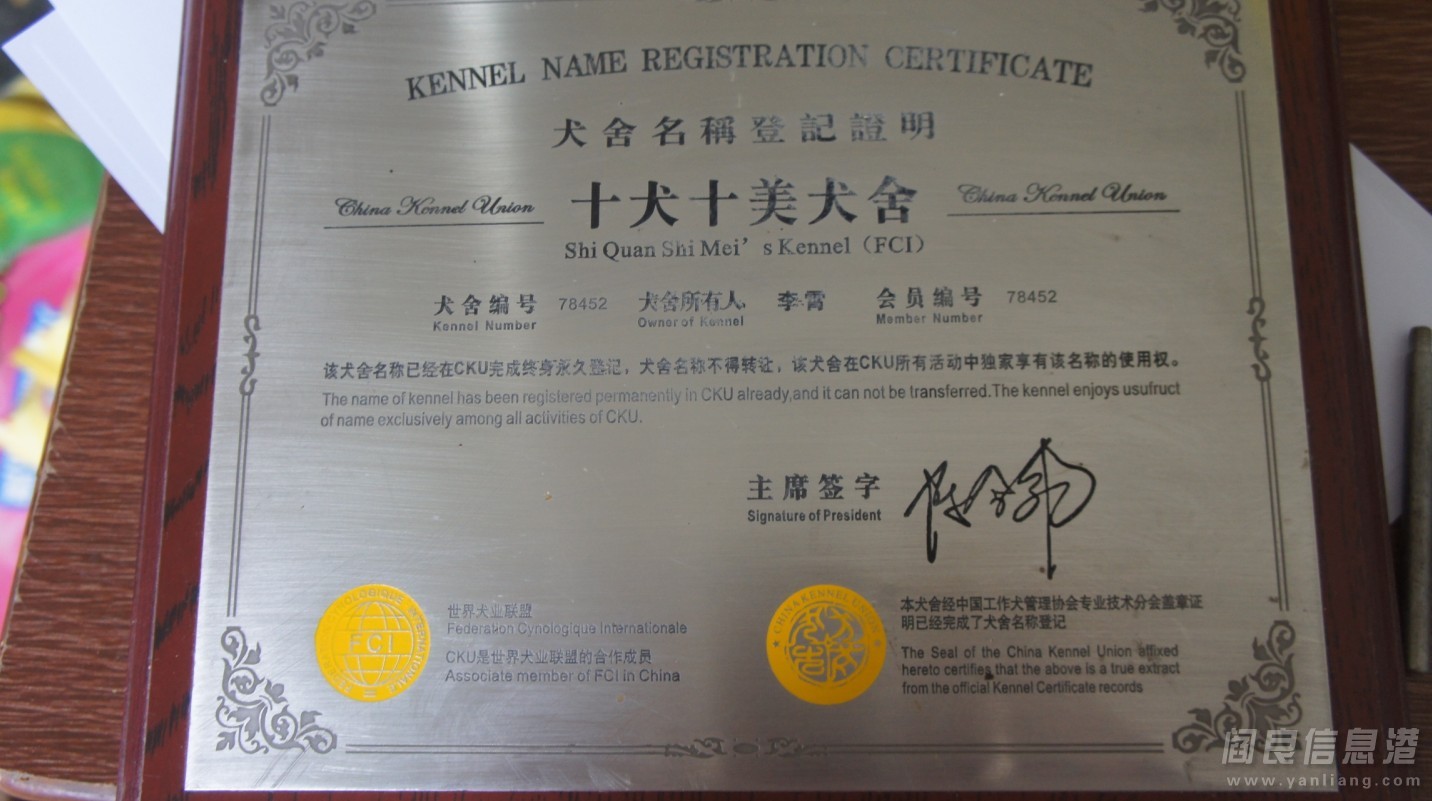 KENNEL NAME REGISTRATION CERTIFICATE
犬舍名稱登記證明
China Kennel Union
十犬十美犬舍
China Kennel Union
Shi Quan Shi Mei's Kennel（FCI）
犬舍编号 78452 犬舍所有人 李霄 会员编号 78452
Kennel Number Owner of Kennel Member Number
该犬舍名称已经在CKU完成终身永久登记，犬舍名称不得转让，该犬舍在CKU所有活动中独家享有该名称的使用权。
The name of kennel has been registered permanently in CKU already,and it can not be transferred.The kennel enjoys usufruct
of name exclusively among all activities of CKU.
主席签字
Signature of President
FCI
世界犬业联盟
Federation Cynologique Internationale
CKU是世界犬业联盟的合作成员
Associate member of FCI in China
CHINA KENNEL UNION
本犬舍经中国工作犬管理协会专业技术分会盖章证
明已经完成了犬舍名称登记
The Seal of the China Kennel Union affixed
hereto certifies that the above is a true extract
from the official Kennel Certificate records
阎良信息港
www.yanliang.com